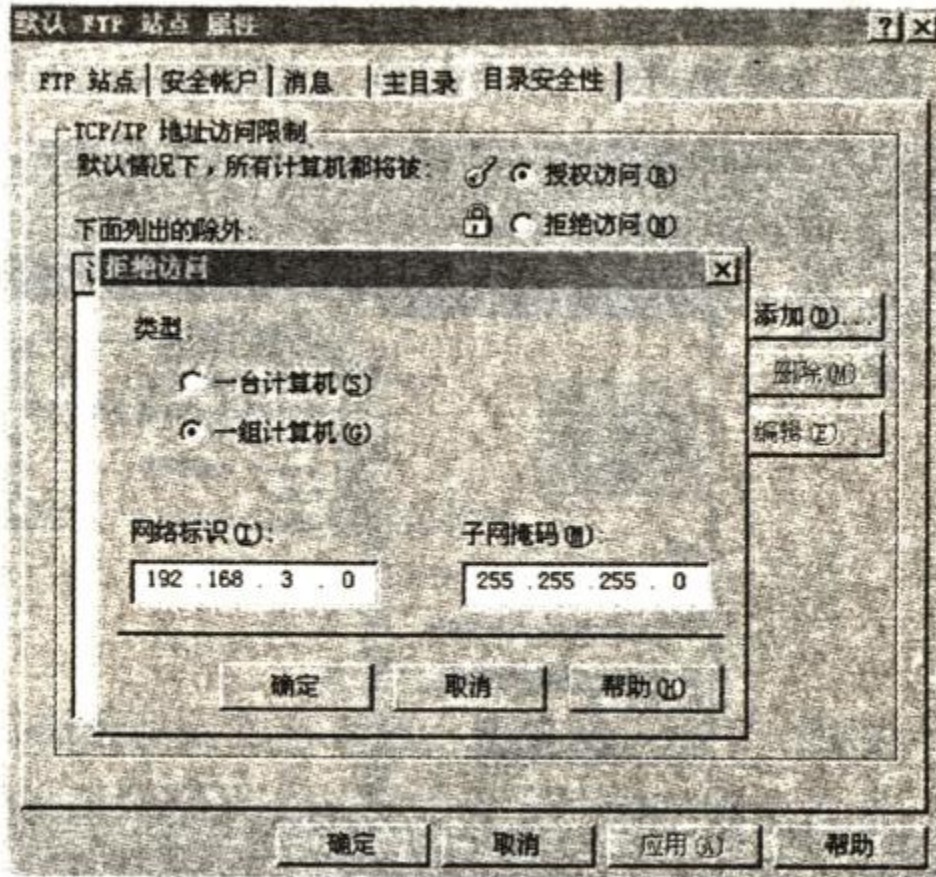 默认 FTP 站点 属性
FTP 站点 安全帐户 消息 主目录 目录安全性
TCP/IP 地址访问限制
默认情况下，所有计算机都将被: 授权访问(R)
拒绝访问(N)
下面列出的除外:
拒绝访问
类型
一台计算机(S)
一组计算机(G)
网络标识(I): 子网掩码(M):
192 .168 . 3 . 0 255 .255 .255 . 0
确定 取消 帮助(H)
添加(D)...
删除(M)
编辑(E)...
确定 取消 应用(A) 帮助